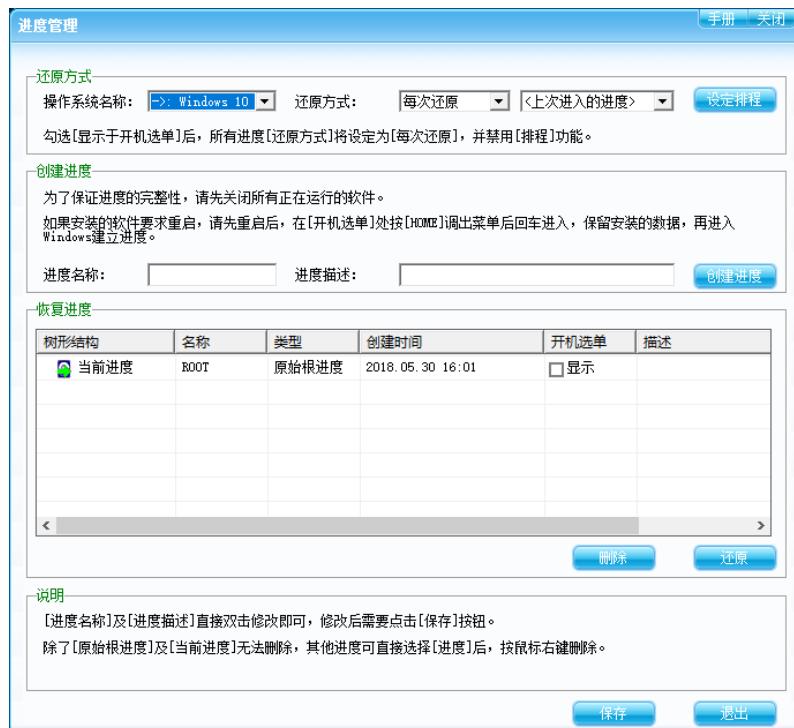 进度管理 手册 关闭
还原方式
操作系统名称: ->: Windows 10 还原方式: 每次还原 <上次进入的进度> 设定排程
勾选[显示于开机选单]后，所有进度[还原方式]将设定为[每次还原]，并禁用[排程]功能。
创建进度
为了保证进度的完整性，请先关闭所有正在运行的软件。
如果安装的软件要求重启，请先重启后，在[开机选单]处按[HOME]调出菜单后回车进入，保留安装的数据，再进入
Windows建立进度。
进度名称: 进度描述: 创建进度
恢复进度
树形结构 名称 类型 创建时间 开机选单 描述
当前进度 ROOT 原始根进度 2018.05.30 16:01 显示
删除 还原
说明
[进度名称]及[进度描述]直接双击修改即可，修改后需要点击[保存]按钮。
除了[原始根进度]及[当前进度]无法删除，其他进度可直接选择[进度]后，按鼠标右键删除。
保存 退出